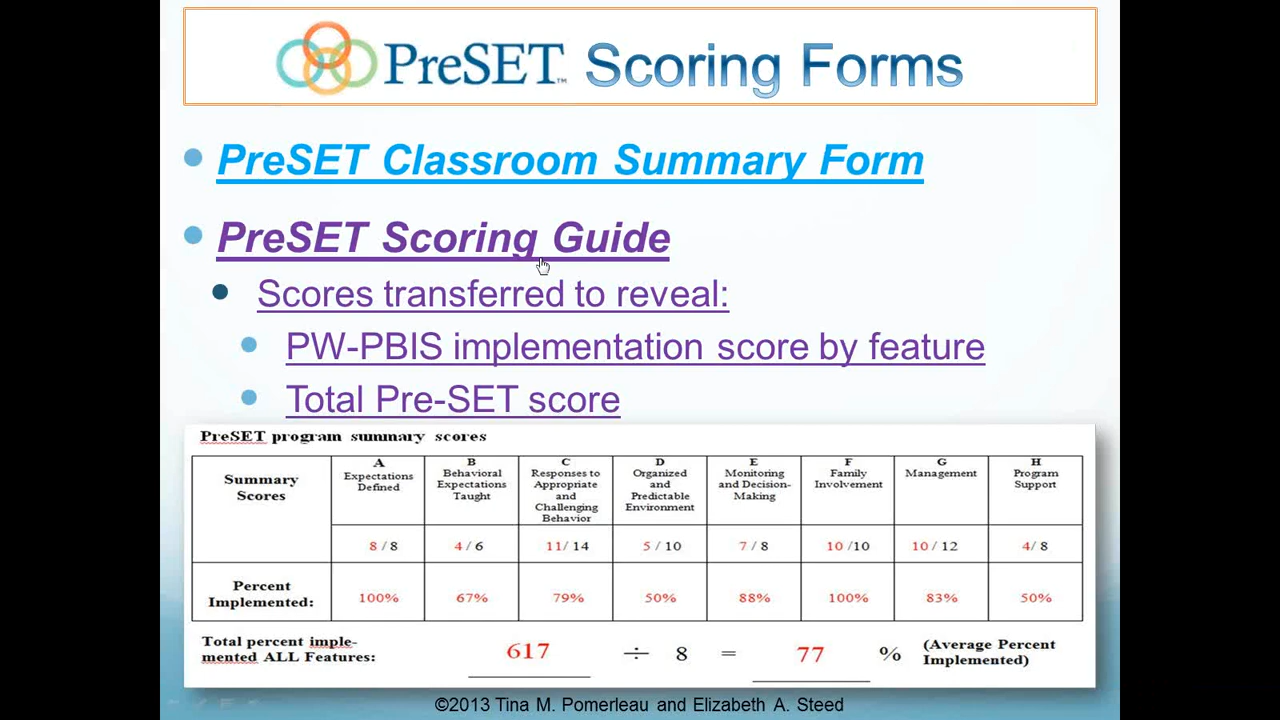 PreSET™ Scoring Forms
PreSET Classroom Summary Form
PreSET Scoring Guide
Scores transferred to reveal:
PW-PBIS implementation score by feature
Total Pre-SET score
PreSET program summary scores
Summary Scores
A Expectations Defined
B Behavioral Expectations Taught
C Responses to Appropriate and Challenging Behavior
D Organized and Predictable Environment
E Monitoring and Decision-Making
F Family Involvement
G Management
H Program Support
8 / 8
4 / 6
11/ 14
5 / 10
7 / 8
10 /10
10 / 12
4/ 8
Percent Implemented:
100%
67%
79%
50%
88%
100%
83%
50%
Total percent imple-
mented ALL Features:
617 ÷ 8 = 77 %
(Average Percent
Implemented)
©2013 Tina M. Pomerleau and Elizabeth A. Steed